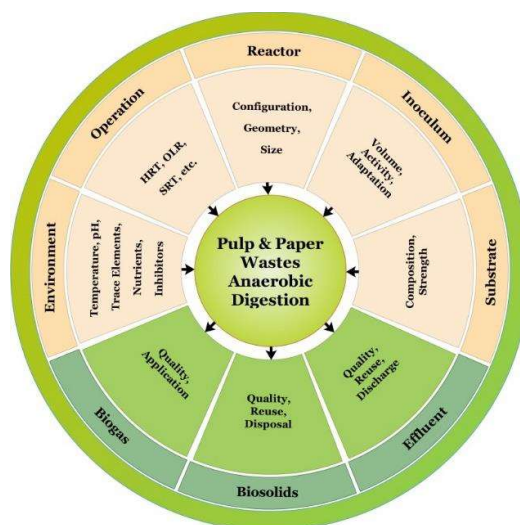 Reactor
Configuration,
Geometry,
Size
Inoculum
Volume,
Activity,
Adaptation
Substrate
Composition,
Strength
Effluent
Quality,
Reuse,
Discharge
Biosolids
Quality,
Reuse,
Disposal
Biogas
Quality,
Application
Environment
Temperature, pH,
Trace Elements,
Nutrients,
Inhibitors
Operation
HRT, OLR,
SRT, etc.
Pulp & Paper
Wastes
Anaerobic
Digestion